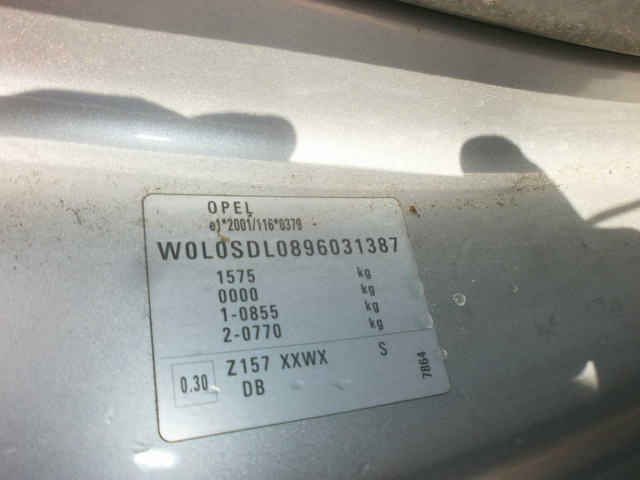 OPEL
e1*2001/116*0379
W0L0SDL0896031387
1575 kg
0000 kg
1-0855 kg
2-0770 kg
0.30 Z157 XXWX S
DB
7864